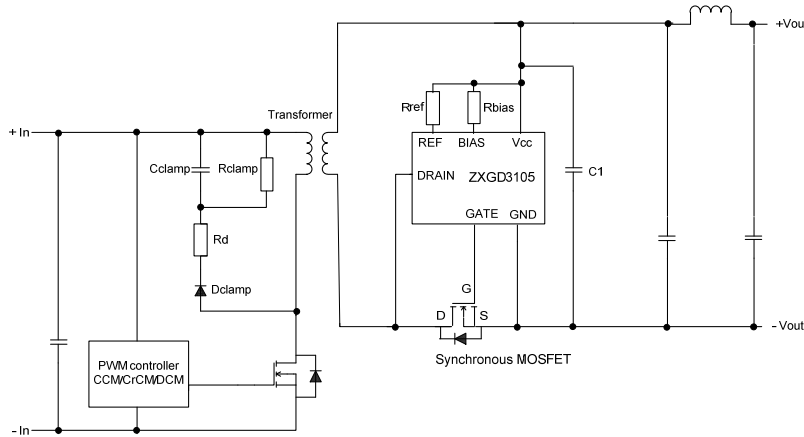 +Vou
Rref
Rbias
Transformer
+In
REF
BIAS
Vcc
Cclamp
Rclamp
DRAIN
ZXGD3105
C1
GATE
GND
Rd
Dclamp
G
D
S
-Vout
Synchronous MOSFET
PWM controller
CCM/CrCM/DCM
-In